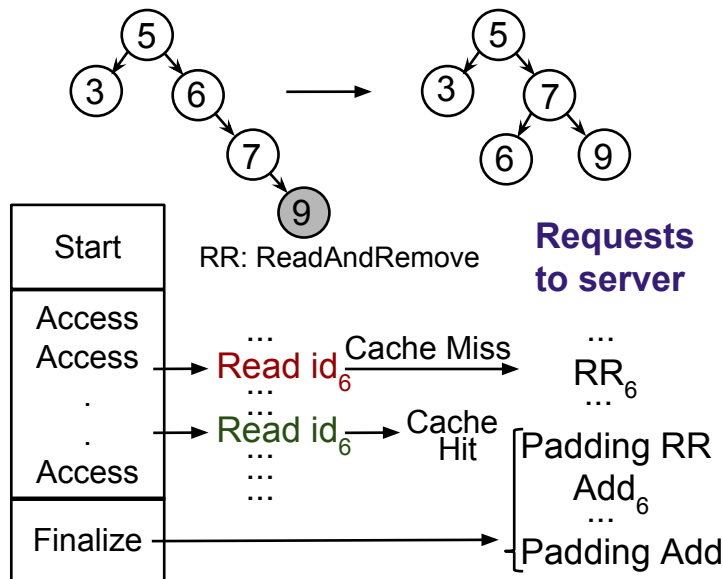 5
5
3
6
3
7
7
6
9
9
RR: ReadAndRemove
Requests
to server
Start
Access
Access
.
.
Access
Finalize
...
Read id₆
...
...
Read id₆
...
...
Cache Miss
Cache
Hit
...
RR₆
...
Padding RR
Add₆
...
Padding Add